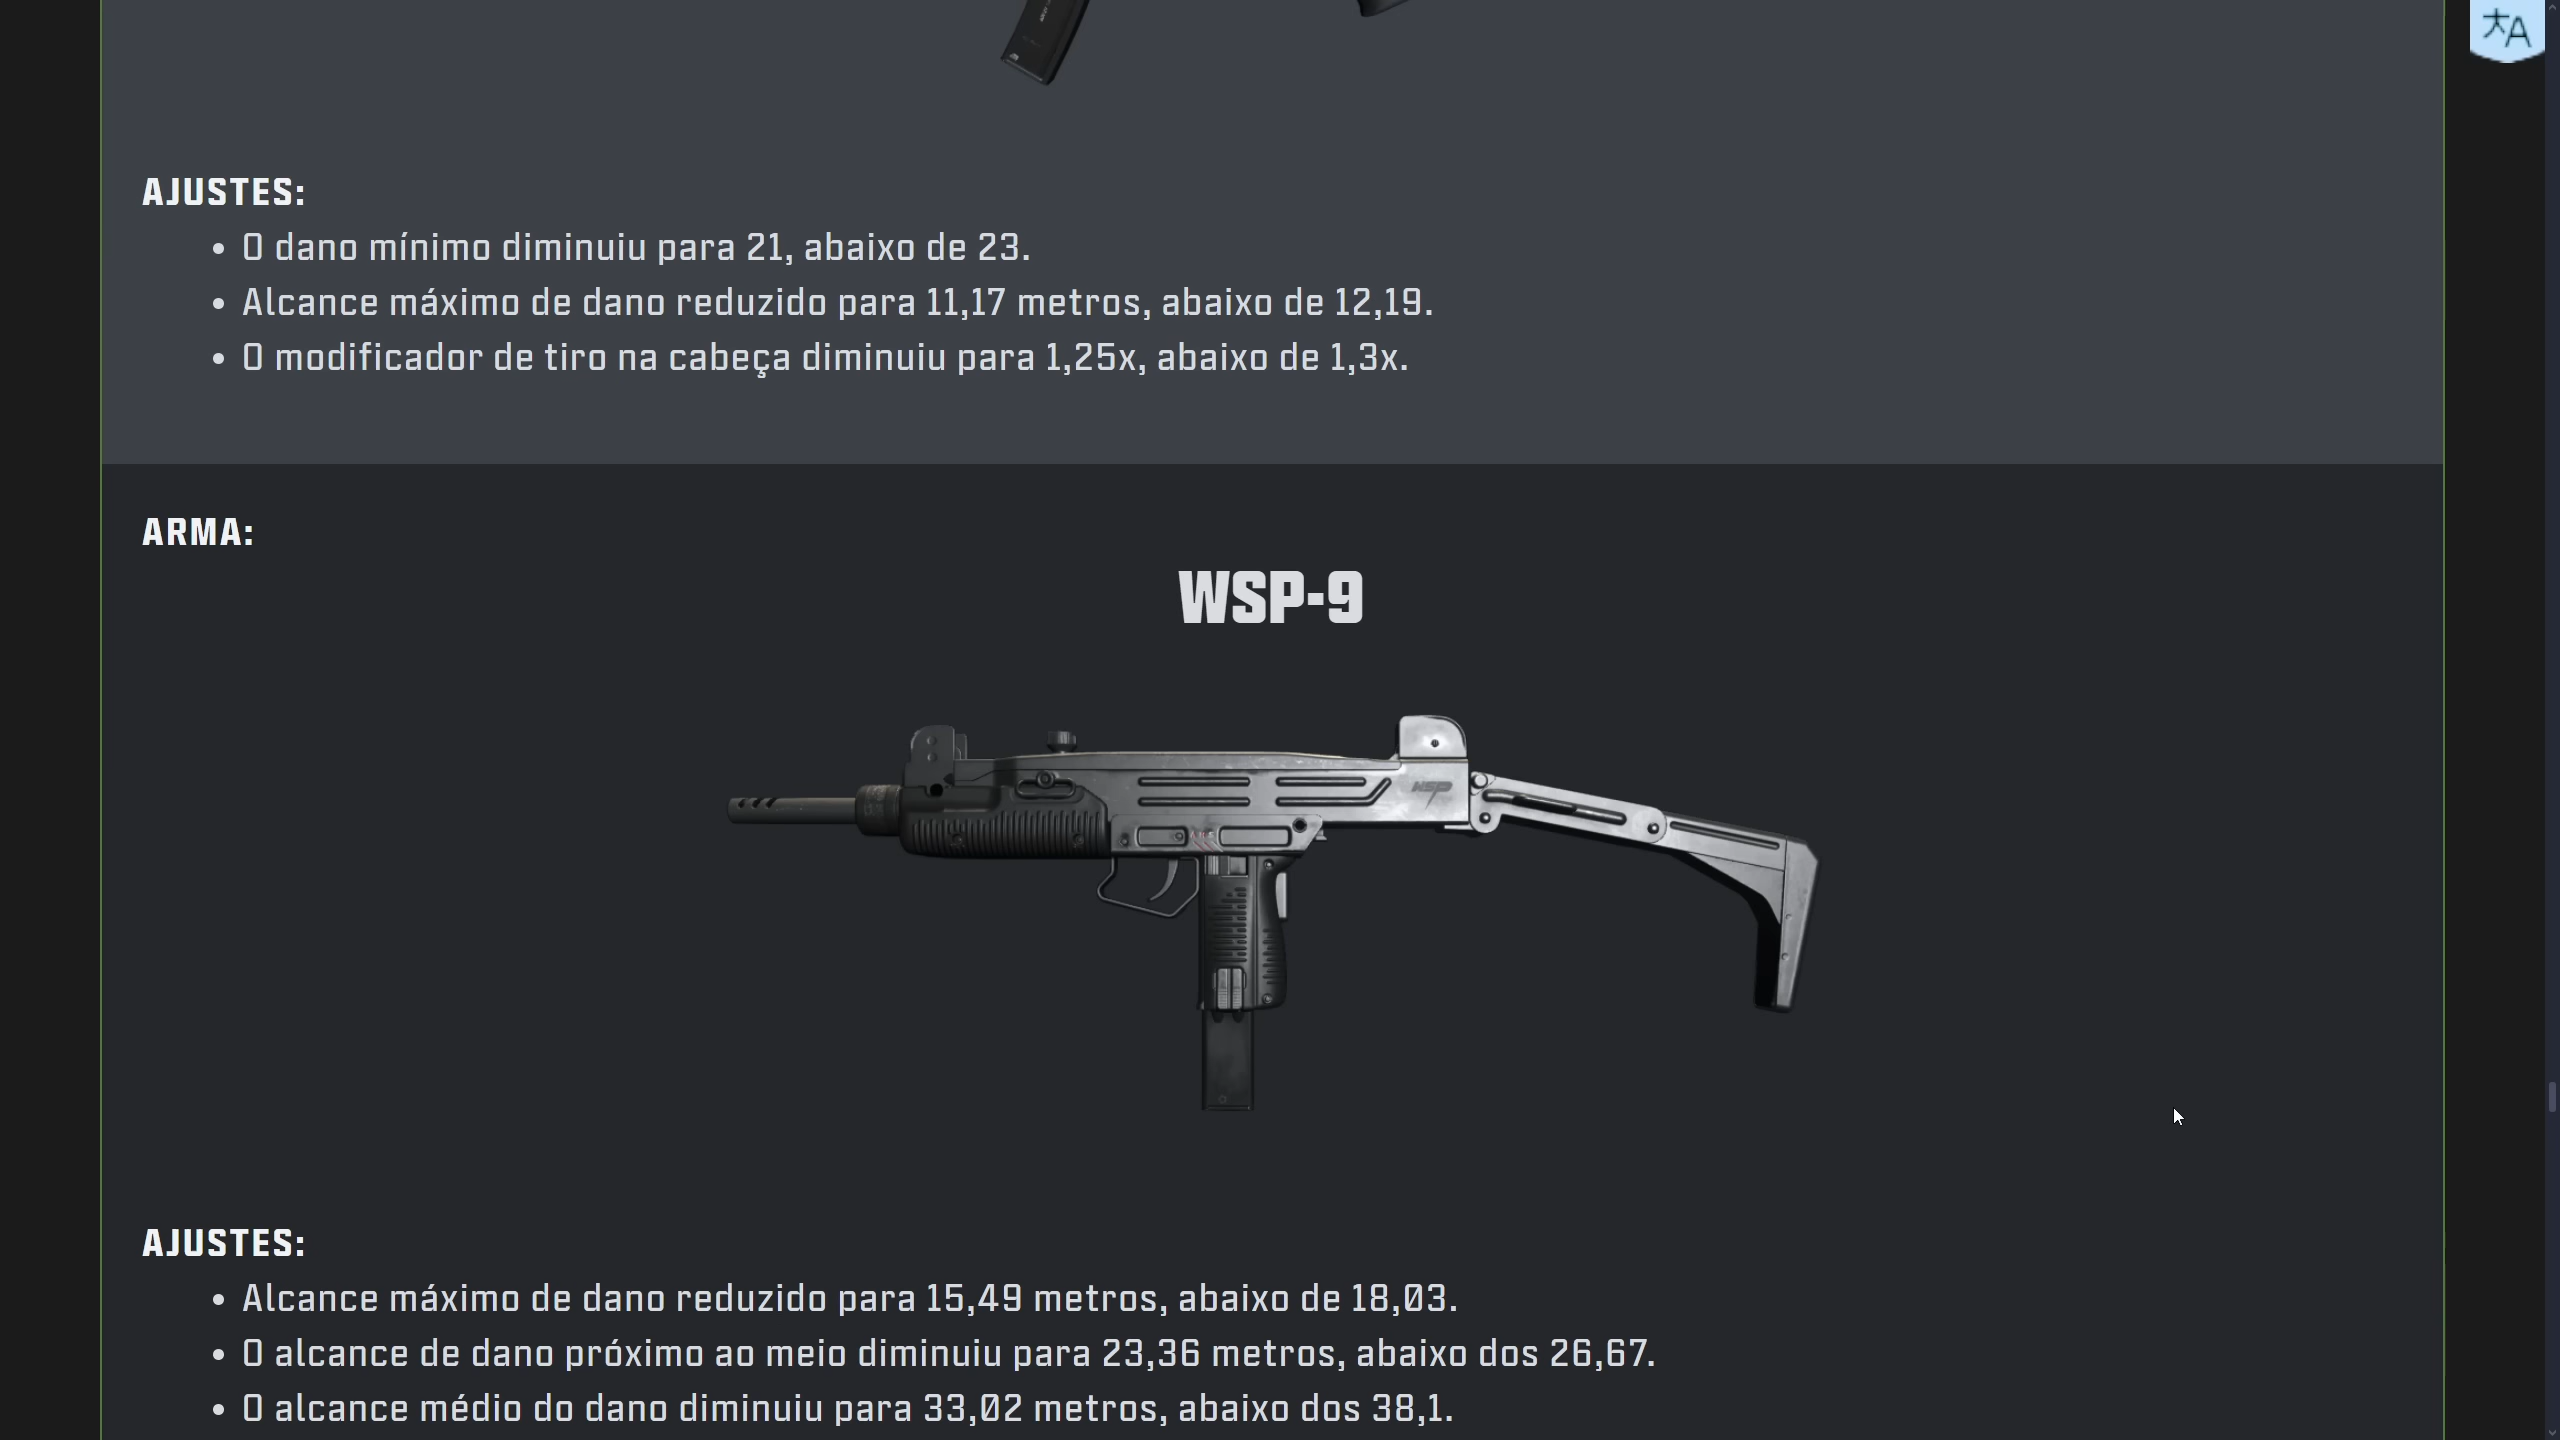 AJUSTES:
• O dano mínimo diminuiu para 21, abaixo de 23.
• Alcance máximo de dano reduzido para 11,17 metros, abaixo de 12,19.
• O modificador de tiro na cabeça diminuiu para 1,25x, abaixo de 1,3x.
ARMA:
WSP-9
WSP
AJUSTES:
• Alcance máximo de dano reduzido para 15,49 metros, abaixo de 18,03.
• O alcance de dano próximo ao meio diminuiu para 23,36 metros, abaixo dos 26,67.
• O alcance médio do dano diminuiu para 33,02 metros, abaixo dos 38,1.